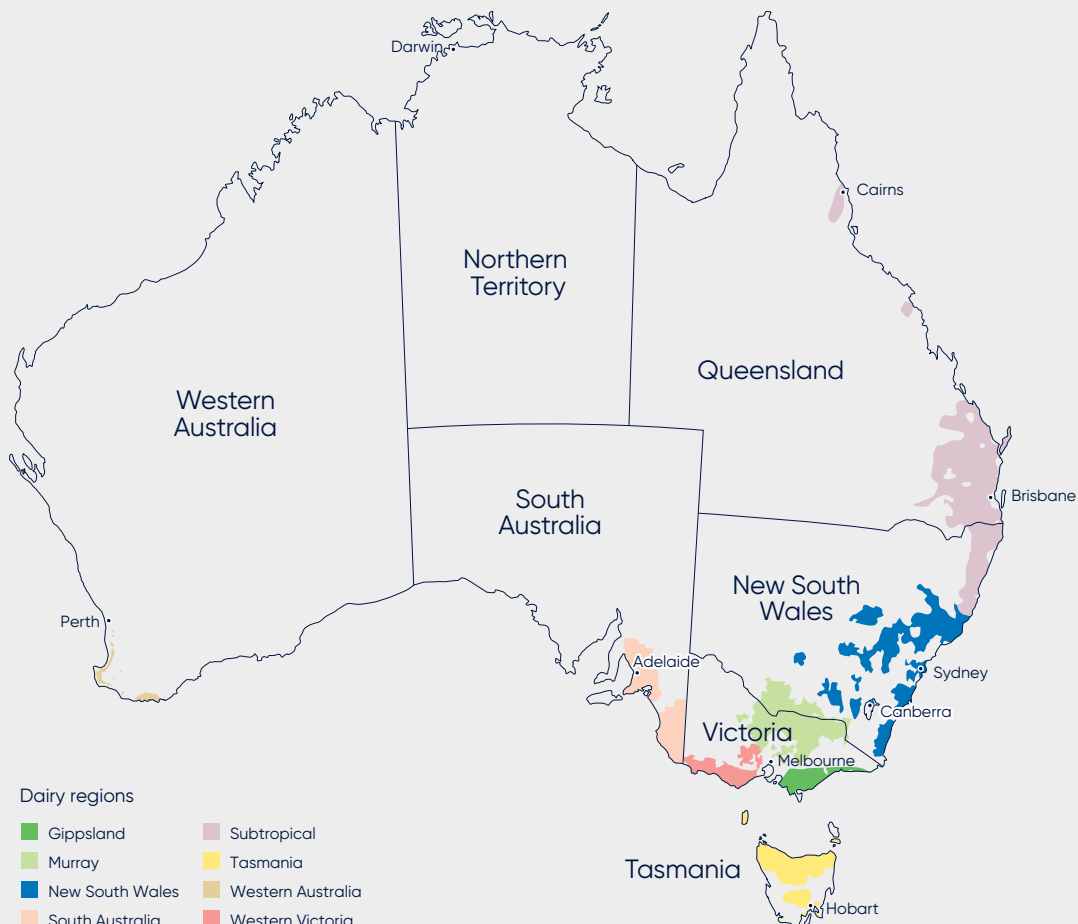 Darwin
Cairns
Northern
Territory
Queensland
Western
Australia
South
Australia
Brisbane
New South
Wales
Perth
Adelaide
Sydney
Canberra
Victoria
Melbourne
Dairy regions
Gippsland
Subtropical
Murray
Tasmania
New South Wales
Western Australia
South Australia
Western Victoria
Tasmania
Hobart